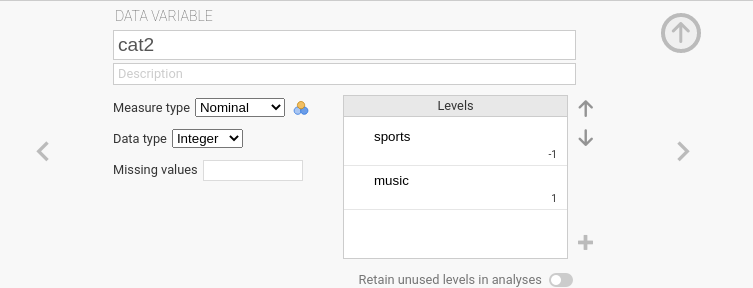 DATA VARIABLE
cat2
Description
Measure type Nominal
Data type Integer
Missing values
Levels
sports
-1
music
1
Retain unused levels in analyses